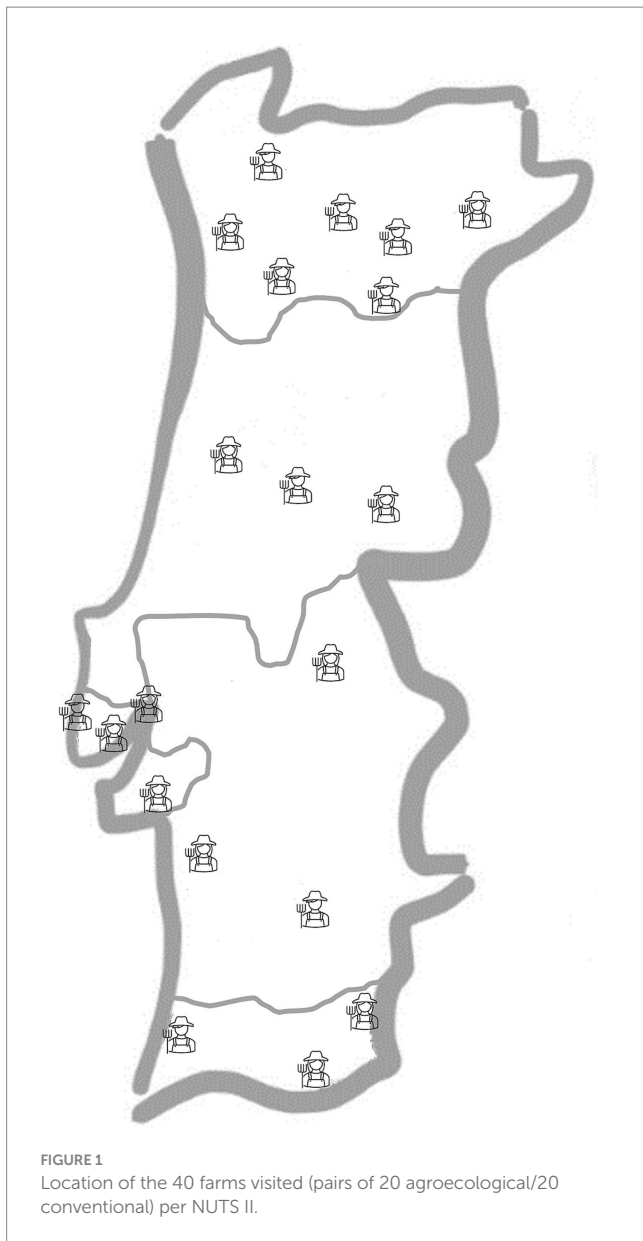 FIGURE 1
Location of the 40 farms visited (pairs of 20 agroecological/20
conventional) per NUTS II.